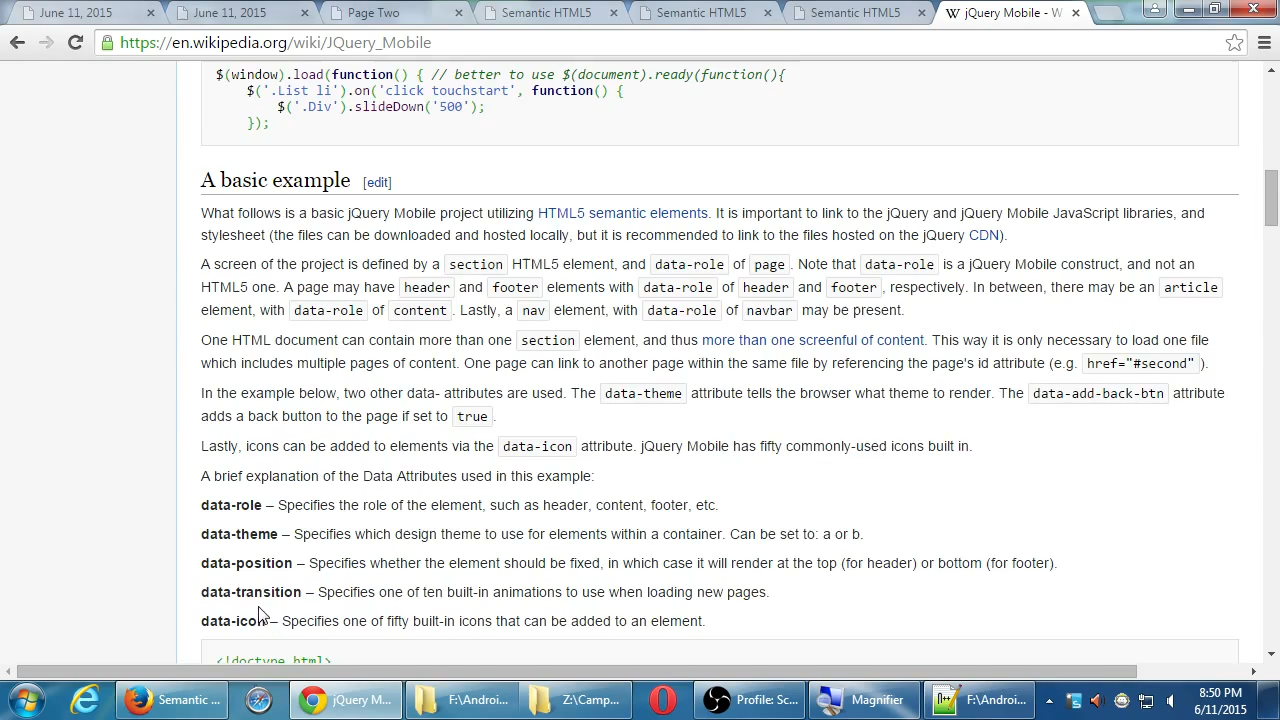 June 11, 2015
June 11, 2015
Page Two
Semantic HTML5
Semantic HTML5
Semantic HTML5
jQuery Mobile - W
https://en.wikipedia.org/wiki/JQuery_Mobile
$(window).load(function() { // better to use $(document).ready(function(){
$('.List li').on('click touchstart', function() {
$('.Div').slideDown('500');
});
A basic example [edit]
What follows is a basic jQuery Mobile project utilizing HTML5 semantic elements. It is important to link to the jQuery and jQuery Mobile JavaScript libraries, and
stylesheet (the files can be downloaded and hosted locally, but it is recommended to link to the files hosted on the jQuery CDN).
A screen of the project is defined by a section HTML5 element, and data-role of page. Note that data-role is a jQuery Mobile construct, and not an
HTML5 one. A page may have header and footer elements with data-role of header and footer, respectively. In between, there may be an article
element, with data-role of content. Lastly, a nav element, with data-role of navbar may be present.
One HTML document can contain more than one section element, and thus more than one screenful of content. This way it is only necessary to load one file
which includes multiple pages of content. One page can link to another page within the same file by referencing the page's id attribute (e.g. href="#second").
In the example below, two other data- attributes are used. The data-theme attribute tells the browser what theme to render. The data-add-back-btn attribute
adds a back button to the page if set to true.
Lastly, icons can be added to elements via the data-icon attribute. jQuery Mobile has fifty commonly-used icons built in.
A brief explanation of the Data Attributes used in this example:
data-role – Specifies the role of the element, such as header, content, footer, etc.
data-theme – Specifies which design theme to use for elements within a container. Can be set to: a or b.
data-position – Specifies whether the element should be fixed, in which case it will render at the top (for header) or bottom (for footer).
data-transition – Specifies one of ten built-in animations to use when loading new pages.
data-icon – Specifies one of fifty built-in icons that can be added to an element.
<!doctype html>
Semantic ...
jQuery M...
F:\Androi...
Z:\Camp...
Profile: Sc...
Magnifier
F:\Androi...
8:50 PM
6/11/2015